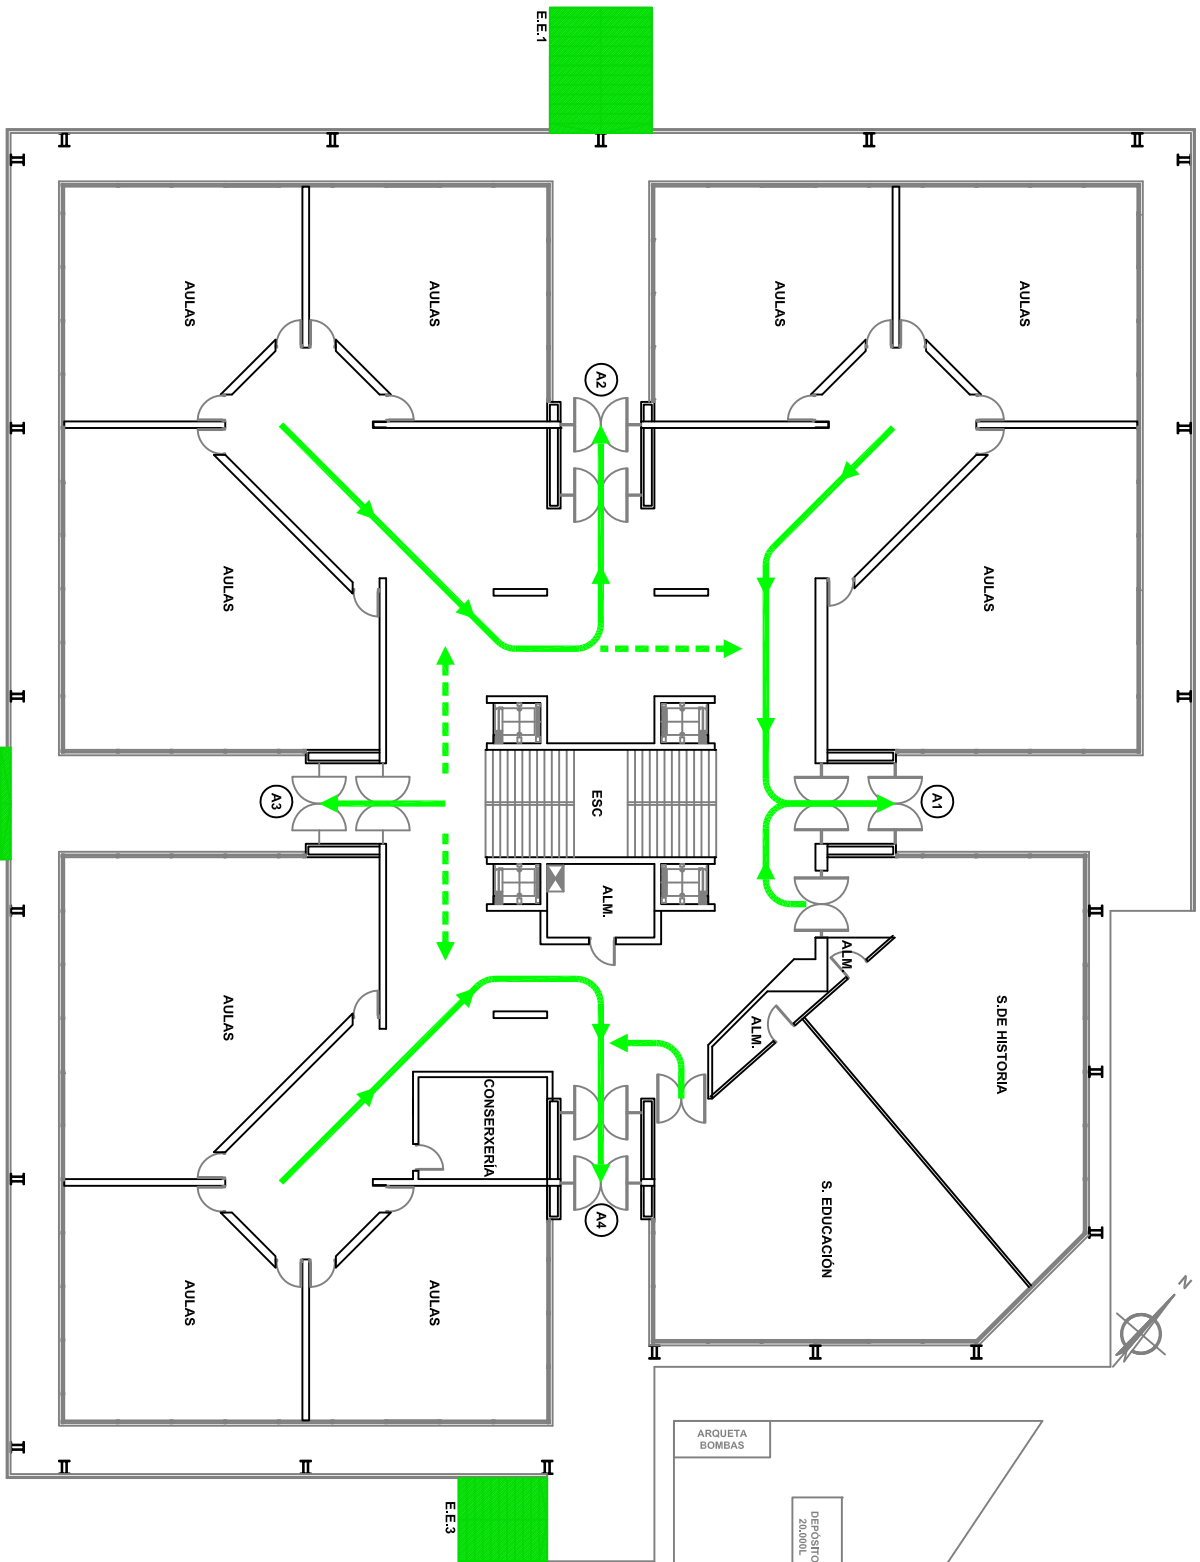 E.E.1
AULAS
AULAS
AULAS
AULAS
A2
AULAS
AULAS
A3
ESC
A1
ALM.
ALM.
ALM.
AULAS
S.DE HISTORIA
CONSERXERÍA
S. EDUCACIÓN
A4
AULAS
AULAS
N
ARQUETA
BOMBAS
E.E.3
DEPÓSITO
20.000L